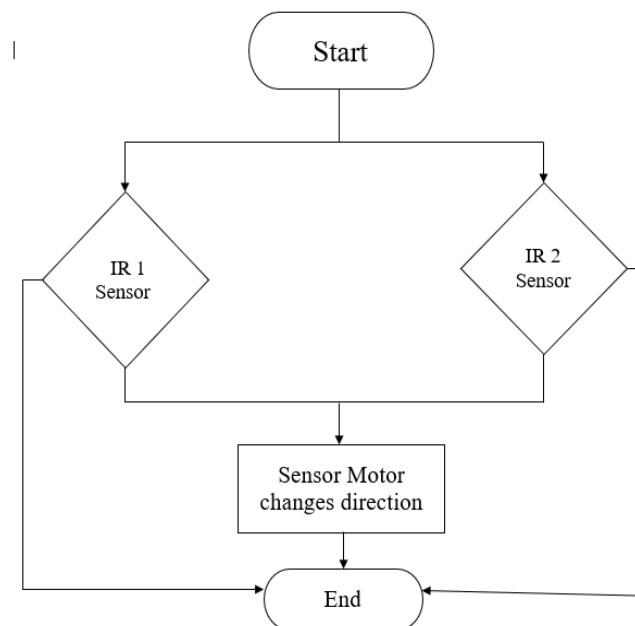 Start
IR 1
Sensor
IR 2
Sensor
Sensor Motor
changes direction
End